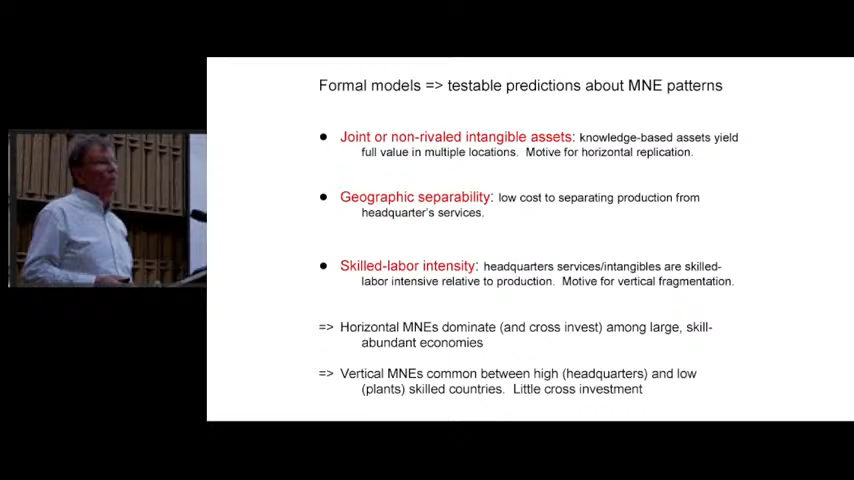 Formal models => testable predictions about MNE patterns
● Joint or non-rivaled intangible assets: knowledge-based assets yield
full value in multiple locations. Motive for horizontal replication.
● Geographic separability: low cost to separating production from
headquarter's services.
● Skilled-labor intensity: headquarters services/intangibles are skilled-
labor intensive relative to production. Motive for vertical fragmentation.
=> Horizontal MNEs dominate (and cross invest) among large, skill-
abundant economies
=> Vertical MNEs common between high (headquarters) and low
(plants) skilled countries. Little cross investment